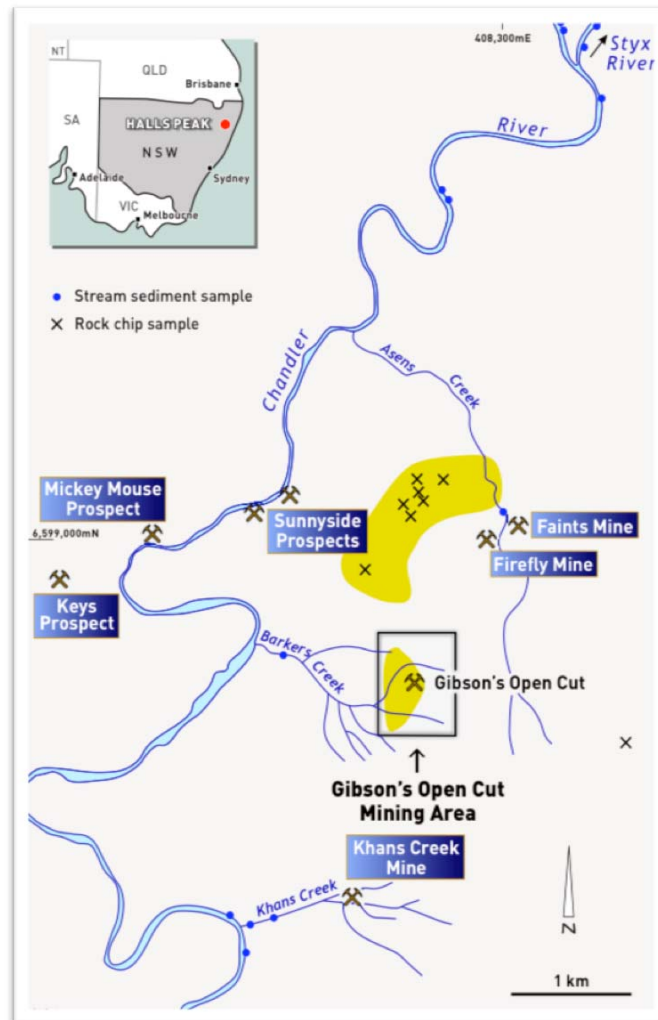 408,300mE
Styx
River
NT
QLD
Brisbane
SA
HALLS PEAK
NSW
Adelaide
Sydney
VIC
Melbourne
River
Stream sediment sample
Rock chip sample
Chandler
Asens
Creek
Mickey Mouse
Prospect
6,599,000mN
Sunnyside
Prospects
Faints Mine
Firefly Mine
Keys
Prospect
Barkers
Creek
Gibson's Open Cut
Gibson's Open Cut
Mining Area
Khans Creek
Mine
Khans Creek
N
1 km